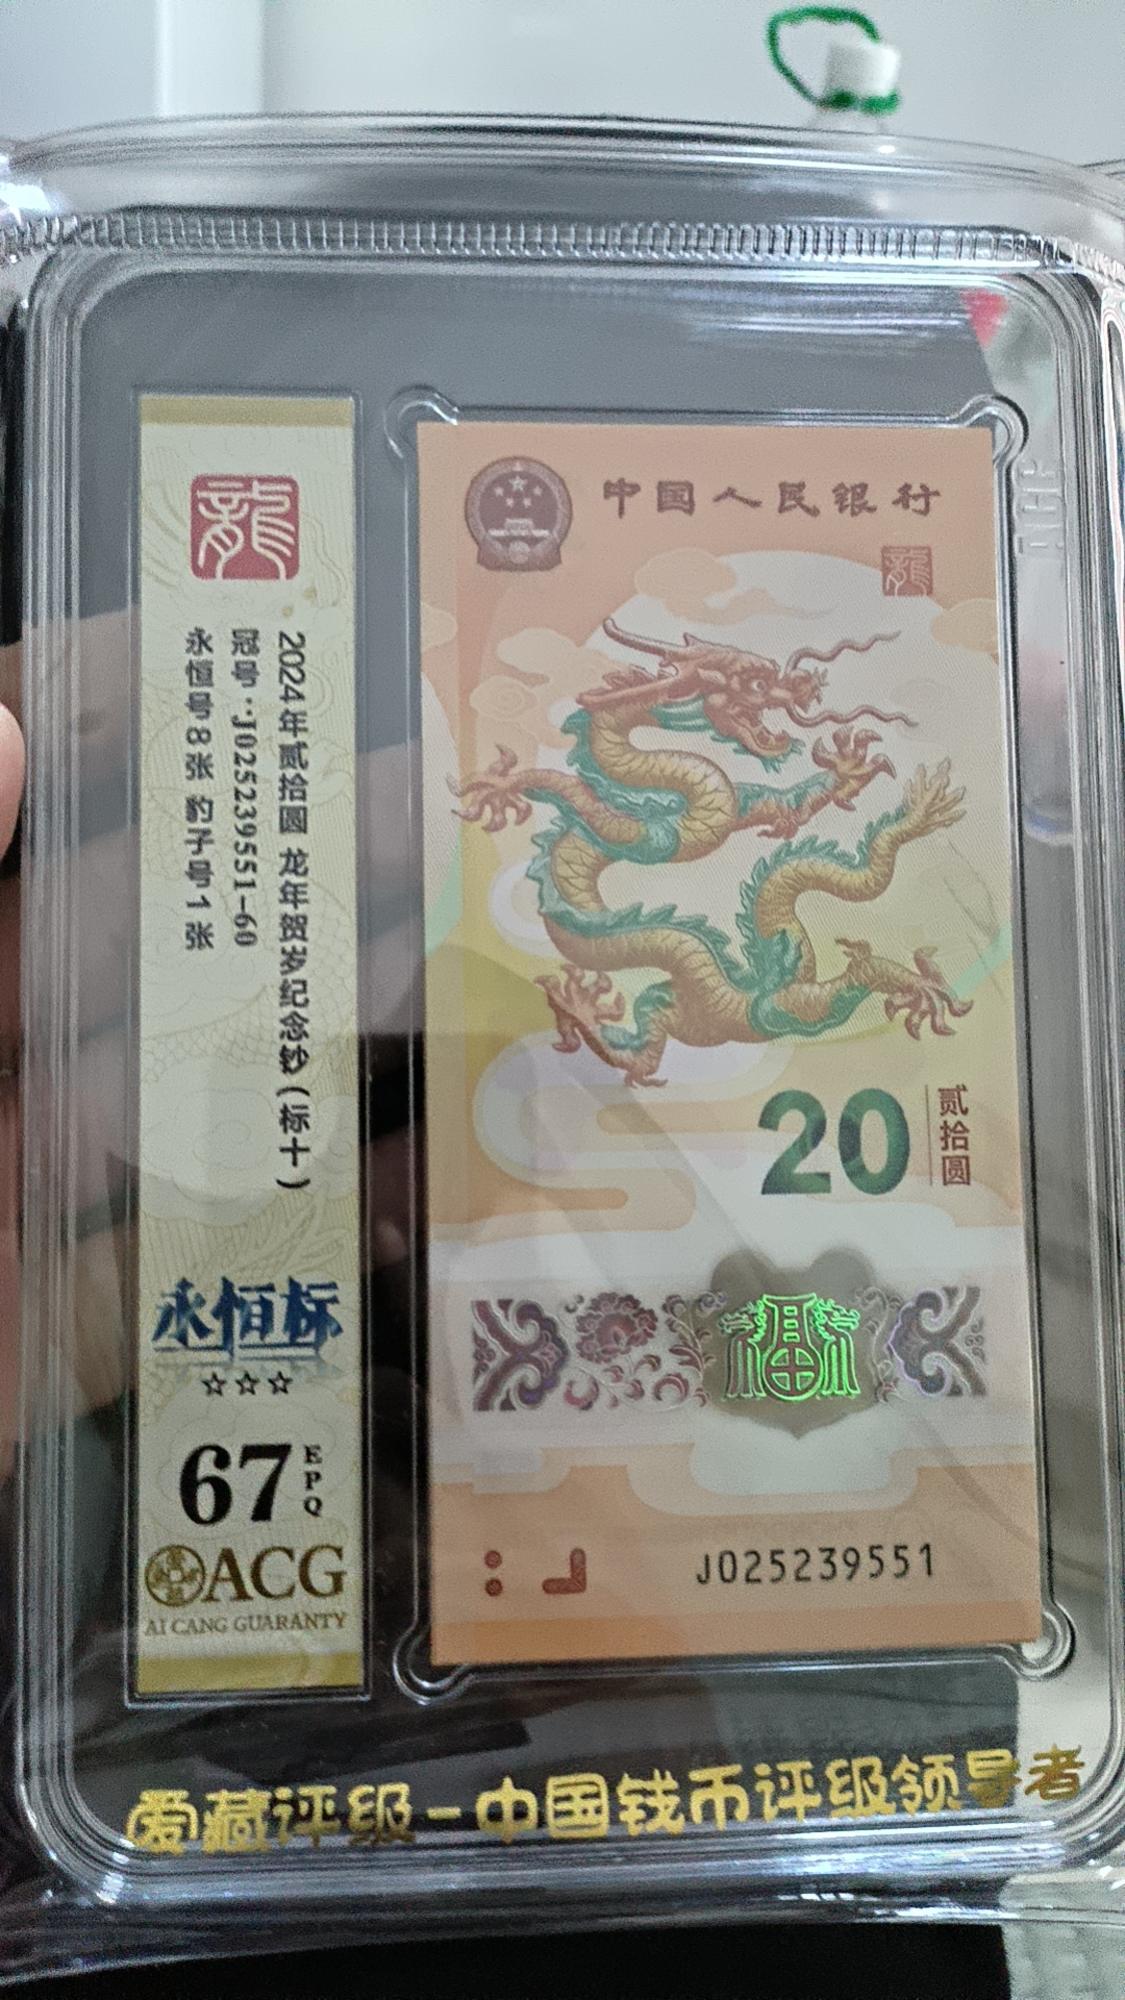 龍
2024年贰拾圆 龙年贺岁纪念钞(标十)
冠号:J025239551-60
永恒号8张 豹子号1张
永恒标
☆☆☆
67 EPQ
ACG
AI CANG GUARANTY
中国人民银行
龍
20
贰拾圆
福
J025239551
爱藏评级-中国钱币评级领导者